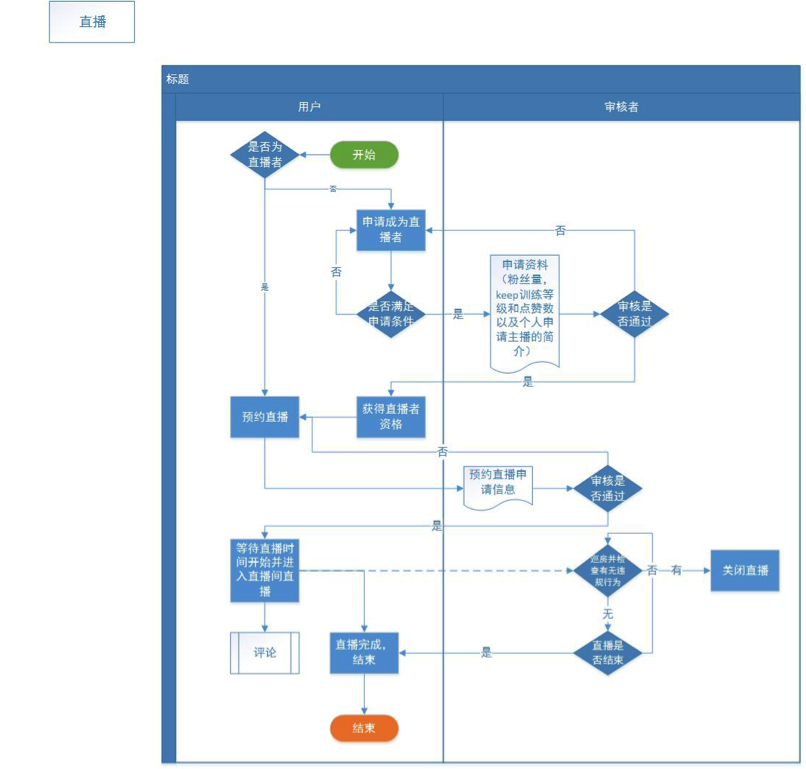 直播
标题
用户
审核者
是否为
直播者
开始
否
申请成为直
播者
否
申请资料
（粉丝量，
keep训练等
级和点赞数
以及个人申
请主播的简
介）
是
否
是否满足
申请条件
是
审核是
否通过
是
预约直播
获得直播者
资格
否
预约直播申
请信息
审核是
否通过
是
等待直播时
间开始并进
入直播间直
播
巡房并检
查有无违
规行为
否
有
关闭直播
无
评论
直播完成，
结束
是
直播是
否结束
结束